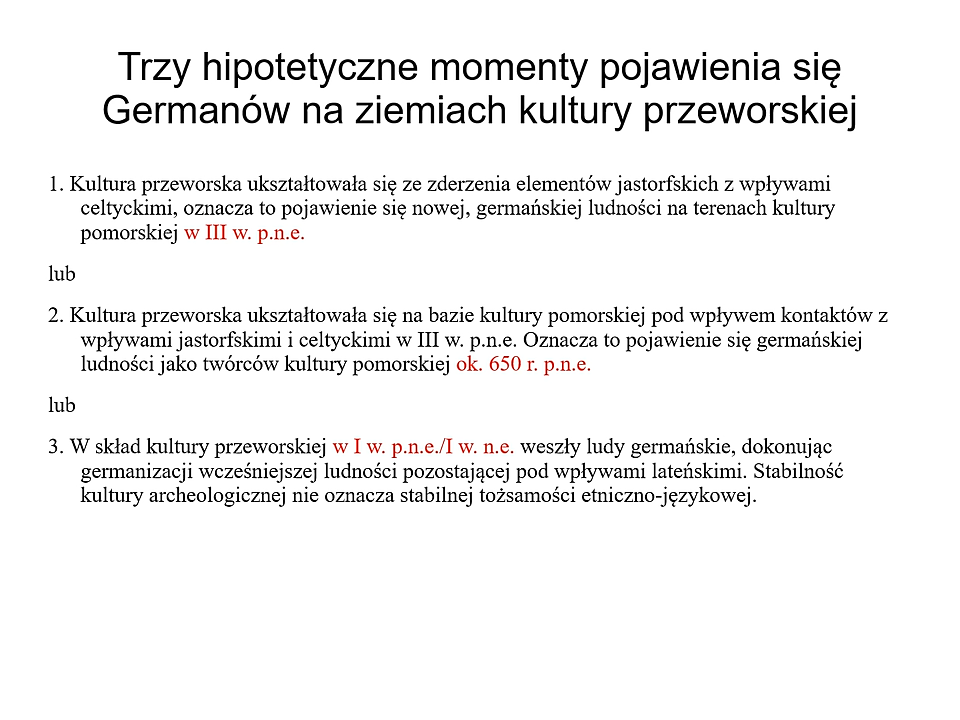 Trzy hipotetyczne momenty pojawienia się
Germanów na ziemiach kultury przeworskiej
1. Kultura przeworska ukształtowała się ze zderzenia elementów jastorfskich z wpływami
celtyckimi, oznacza to pojawienie się nowej, germańskiej ludności na terenach kultury
pomorskiej w III w. p.n.e.
lub
2. Kultura przeworska ukształtowała się na bazie kultury pomorskiej pod wpływem kontaktów z
wpływami jastorfskimi i celtyckimi w III w. p.n.e. Oznacza to pojawienie się germańskiej
ludności jako twórców kultury pomorskiej ok. 650 r. p.n.e.
lub
3. W skład kultury przeworskiej w I w. p.n.e./I w. n.e. weszły ludy germańskie, dokonując
germanizacji wcześniejszej ludności pozostającej pod wpływami lateńskimi. Stabilność
kultury archeologicznej nie oznacza stabilnej tożsamości etniczno-językowej.